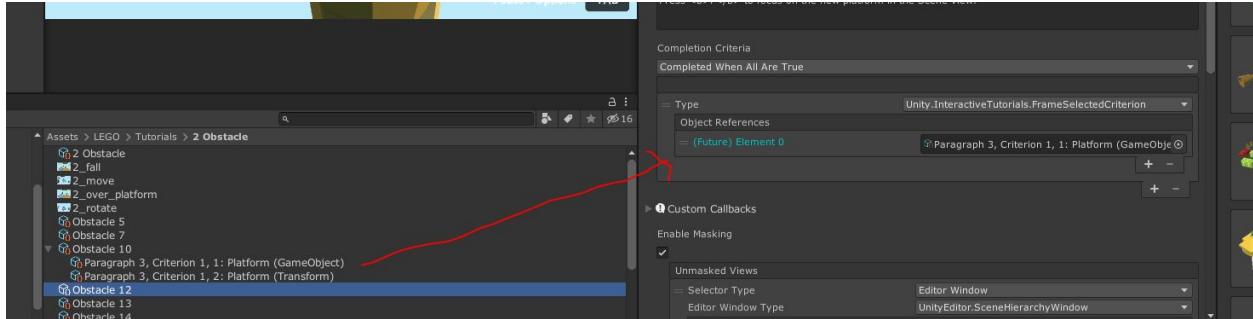 TAB
Press <b>F</b> to focus on the new platform in the Scene View.
Completion Criteria
Completed When All Are True
Type
Unity.InteractiveTutorials.FrameSelectedCriterion
Object References
(Future) Element 0
Paragraph 3, Criterion 1, 1: Platform (GameObje
+ -
+ -
Custom Callbacks
Enable Masking
Unmasked Views
Selector Type
Editor Window
Editor Window Type
UnityEditor.SceneHierarchyWindow
16
Assets > LEGO > Tutorials > 2 Obstacle
2 Obstacle
2_fall
2_move
2_over_platform
2_rotate
Obstacle 5
Obstacle 7
Obstacle 10
Paragraph 3, Criterion 1, 1: Platform (GameObject)
Paragraph 3, Criterion 1, 2: Platform (Transform)
Obstacle 12
Obstacle 13
Obstacle 14